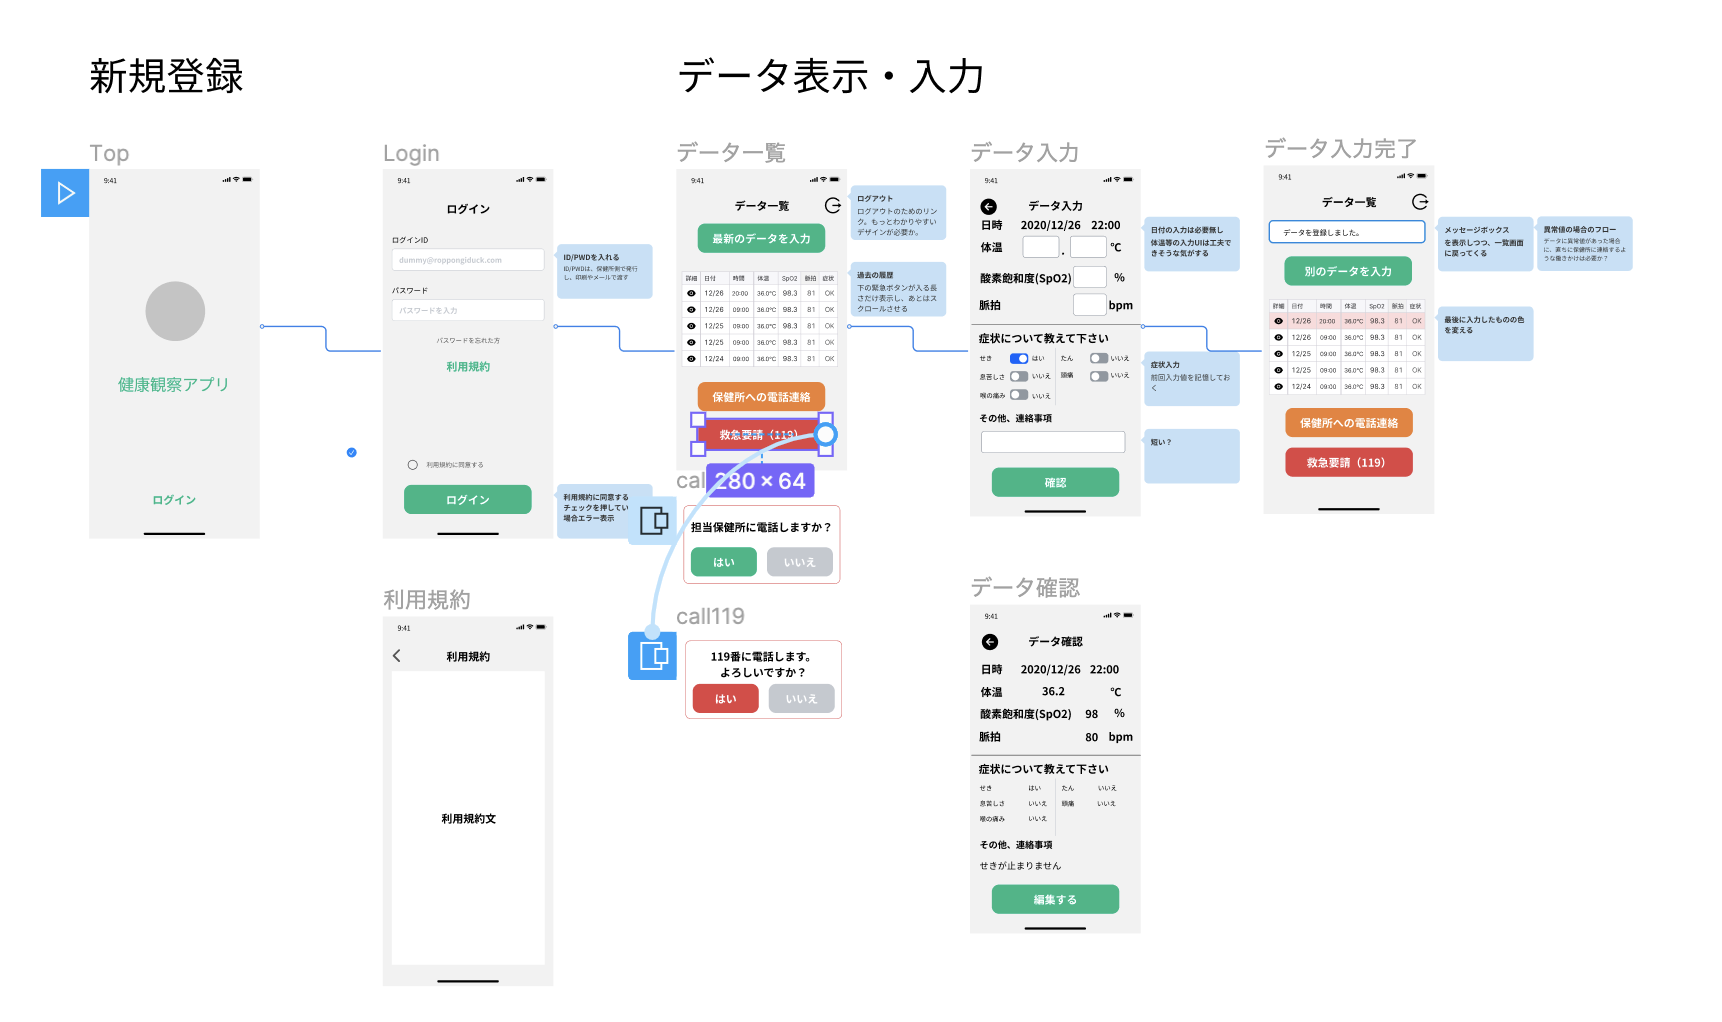 新規登録
データ表示・入力
Top
9:41
健康観察アプリ
ログイン
Login
9:41
ログイン
ログインID
dummy@roppongiduck.com
パスワード
パスワードを入力
パスワードを忘れた方
利用規約
利用規約に同意する
ログイン
ID/PWDを入れる
ID/PWDは、保健所側で発行
し、印刷やメールで渡す
利用規約に同意する
チェックを押してい
場合エラー表示
利用規約
9:41
利用規約
利用規約文
データ一覧
9:41
データ一覧
最新のデータを入力
詳細 日付 時間 体温 SpO2 脈拍 症状
12/26 20:00 36.0℃ 98.3 81 OK
12/26 09:00 36.0℃ 98.3 81 OK
12/25 09:00 36.0℃ 98.3 81 OK
12/25 09:00 36.0℃ 98.3 81 OK
12/24 09:00 36.0℃ 98.3 81 OK
保健所への電話連絡
救急要請（119）
280 × 64
ログアウト
ログアウトのためのリン
ク。もっとわかりやすい
デザインが必要か。
過去の履歴
下の緊急ボタンが入る長
さだけ表示し、あとはス
クロールさせる
cal
担当保健所に電話しますか？
はい
いいえ
call119
119番に電話します。
よろしいですか？
はい
いいえ
データ入力
9:41
データ入力
日時 2020/12/26 22:00
体温 . ℃
酸素飽和度(SpO2) %
脈拍 bpm
症状について教えて下さい
せき はい たん いいえ
息苦しさ いいえ 頭痛 いいえ
喉の痛み いいえ
その他、連絡事項
確認
日付の入力は必要無し
体温等の入力UIは工夫で
きそうな気がする
症状入力
前回入力値を記憶してお
く
短い？
データ確認
9:41
データ確認
日時 2020/12/26 22:00
体温 36.2 ℃
酸素飽和度(SpO2) 98 %
脈拍 80 bpm
症状について教えて下さい
せき はい たん いいえ
息苦しさ いいえ 頭痛 いいえ
喉の痛み いいえ
その他、連絡事項
せきが止まりません
編集する
データ入力完了
9:41
データ一覧
データを登録しました。
別のデータを入力
詳細 日付 時間 体温 SpO2 脈拍 症状
12/26 20:00 36.0℃ 98.3 81 OK
12/26 09:00 36.0℃ 98.3 81 OK
12/25 09:00 36.0℃ 98.3 81 OK
12/25 09:00 36.0℃ 98.3 81 OK
12/24 09:00 36.0℃ 98.3 81 OK
保健所への電話連絡
救急要請（119）
メッセージボックス
を表示しつつ、一覧画面
に戻ってくる
異常値の場合のフロー
データに異常値があった場合
に、直ちに保健所に連絡するよ
うな働きかけは必要か？
最後に入力したものの色
を変える